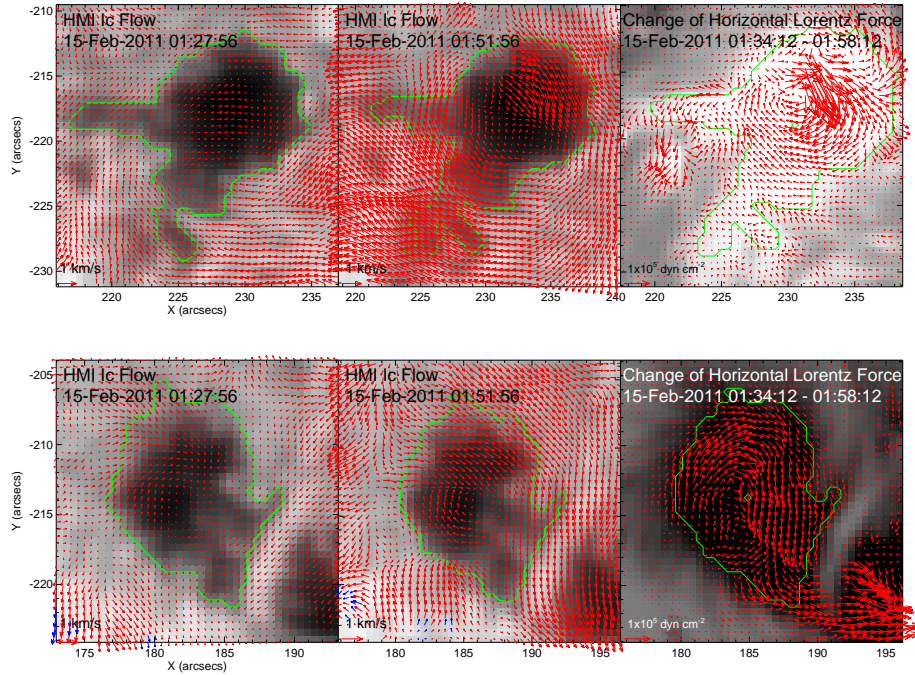 HMI Ic Flow
15-Feb-2011 01:27:56
HMI Ic Flow
15-Feb-2011 01:51:56
Change of Horizontal Lorentz Force
15-Feb-2011 01:34:12 - 01:58:12
-210
-215
-220
-225
-230
Y (arcsecs)
1 km/s
1 km/s
1x10⁵ dyn cm⁻²
220 225 230 235
220 225 230 235 240
220 225 230 235
X (arcsecs)
HMI Ic Flow
15-Feb-2011 01:27:56
HMI Ic Flow
15-Feb-2011 01:51:56
Change of Horizontal Lorentz Force
15-Feb-2011 01:34:12 - 01:58:12
-205
-210
-215
-220
Y (arcsecs)
1 km/s
1 km/s
1x10⁵ dyn cm⁻²
175 180 185 190
180 185 190 195
180 185 190 195
X (arcsecs)